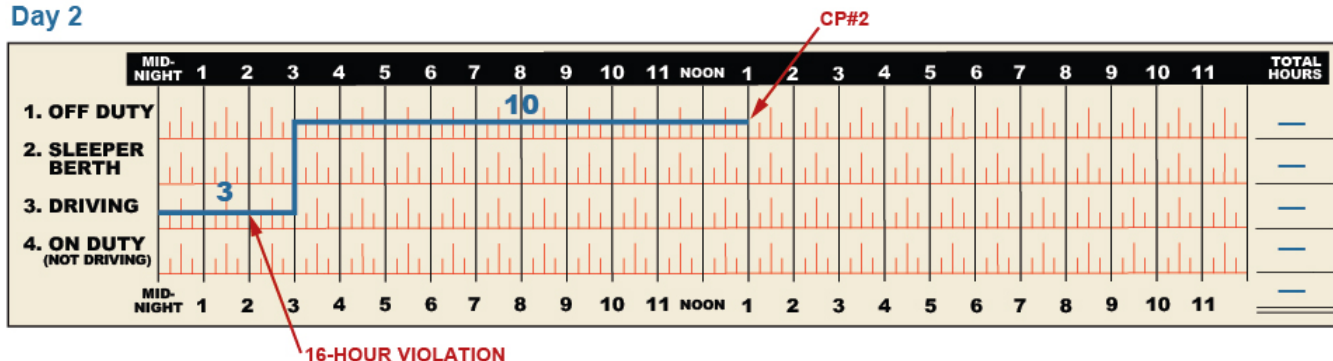 Day 2
CP#2
MID-NIGHT 1 2 3 4 5 6 7 8 9 10 11 NOON 1 2 3 4 5 6 7 8 9 10 11 TOTAL HOURS
1. OFF DUTY
10
2. SLEEPER
BERTH
3
3. DRIVING
4. ON DUTY
(NOT DRIVING)
MID-NIGHT 1 2 3 4 5 6 7 8 9 10 11 NOON 1 2 3 4 5 6 7 8 9 10 11
16-HOUR VIOLATION